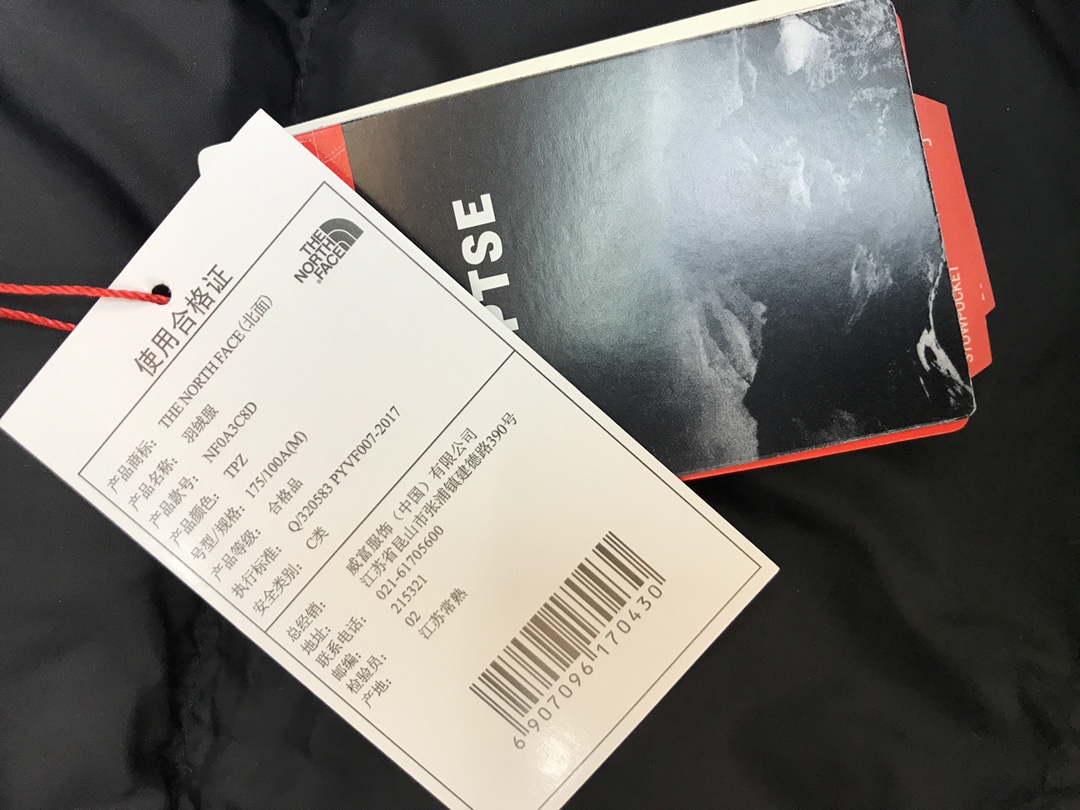 使用合格证
THE
NORTH
FACE
产品商标: THE NORTH FACE (北面)
产品名称: 羽绒服
产品款号: NF0A3C8D
产品颜色: TPZ
号型/规格: 175/100A(M)
产品等级: 合格品
执行标准: Q/320583 PYVF007-2017
安全类别: C类
总经销: 威富服饰（中国）有限公司
地址: 江苏省昆山市张浦镇建德路390号
联系电话: 021-61705600
邮编: 215321
检验员: 02
产地: 江苏常熟
6907096170430
PTSE
STOWPOCKET